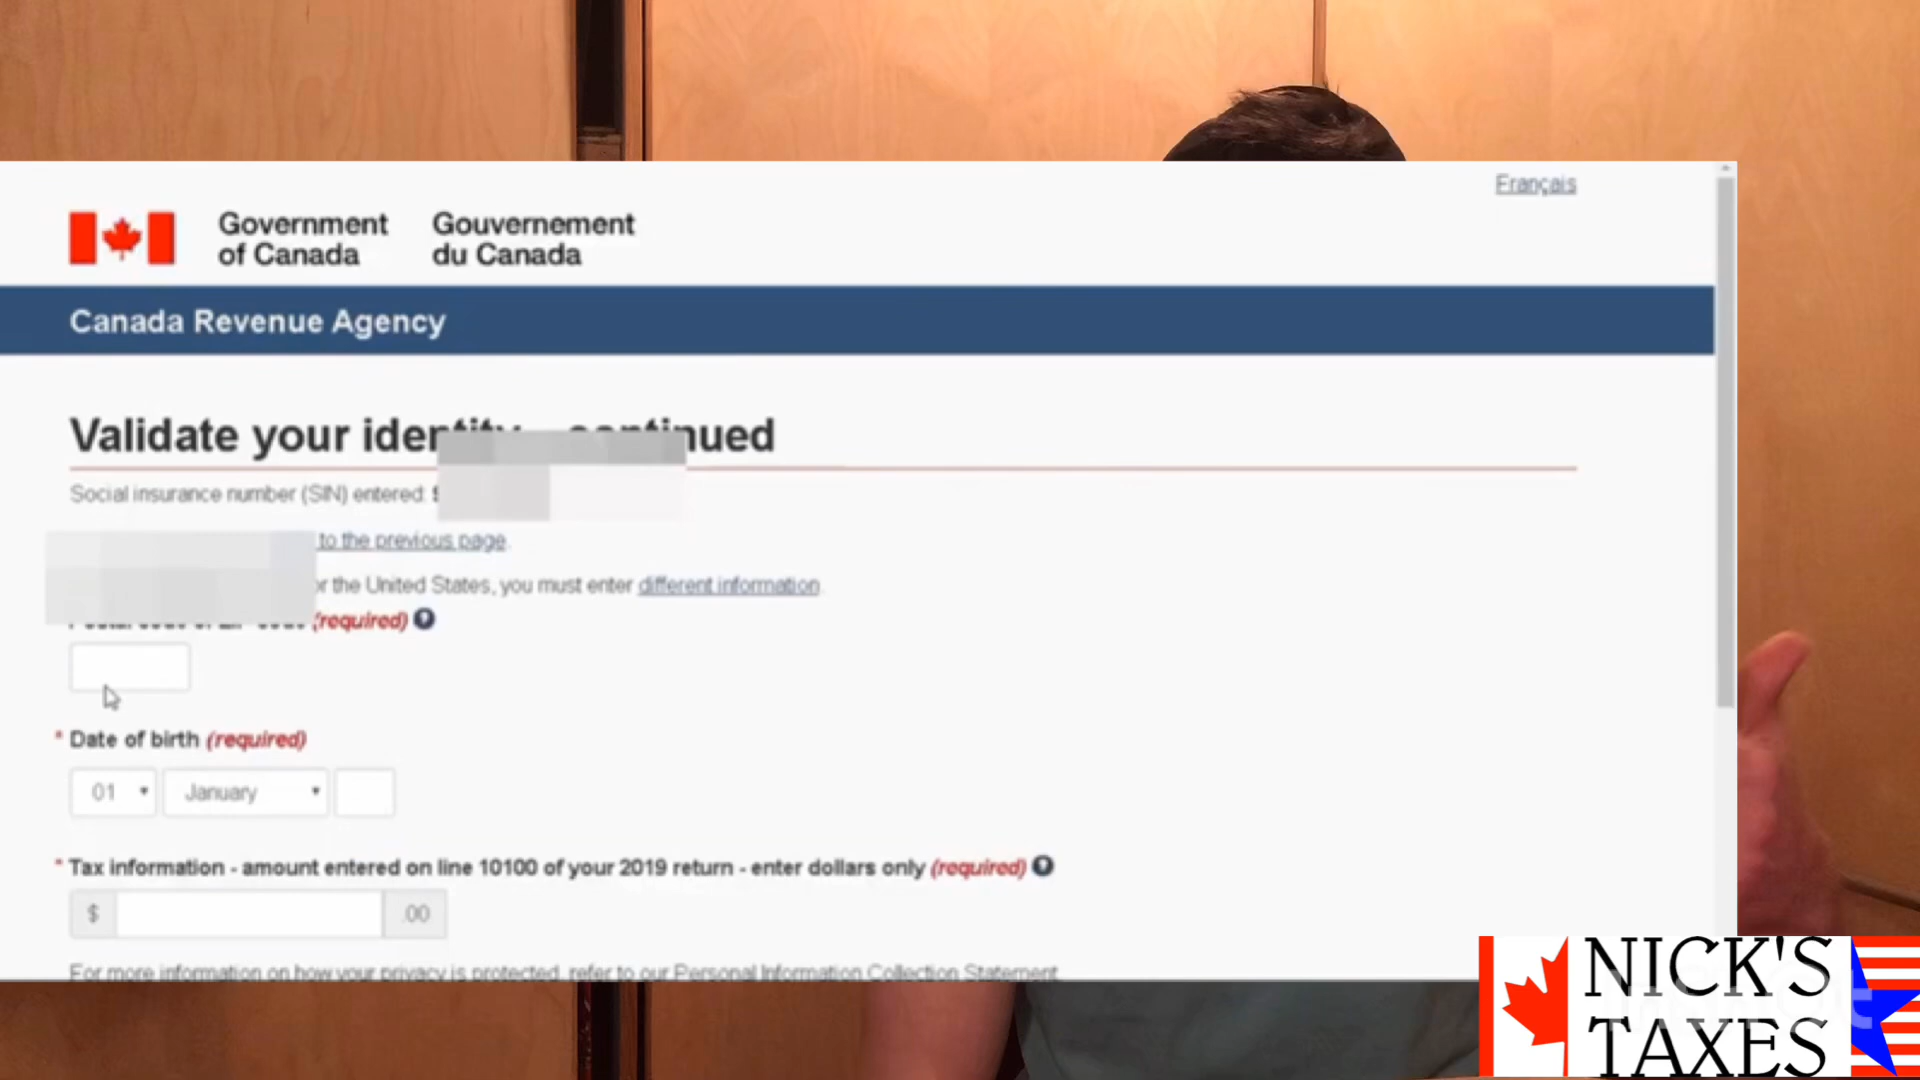 Français
Government Gouvernement
of Canada du Canada
Canada Revenue Agency
Validate your identity - continued
Social insurance number (SIN) entered:
to the previous page.
or the United States, you must enter different information.
(required)
* Date of birth (required)
01 January
* Tax information - amount entered on line 10100 of your 2019 return - enter dollars only (required)
$ .00
For more information on how your privacy is protected, refer to our Personal Information Collection Statement
NICK'S
TAXES